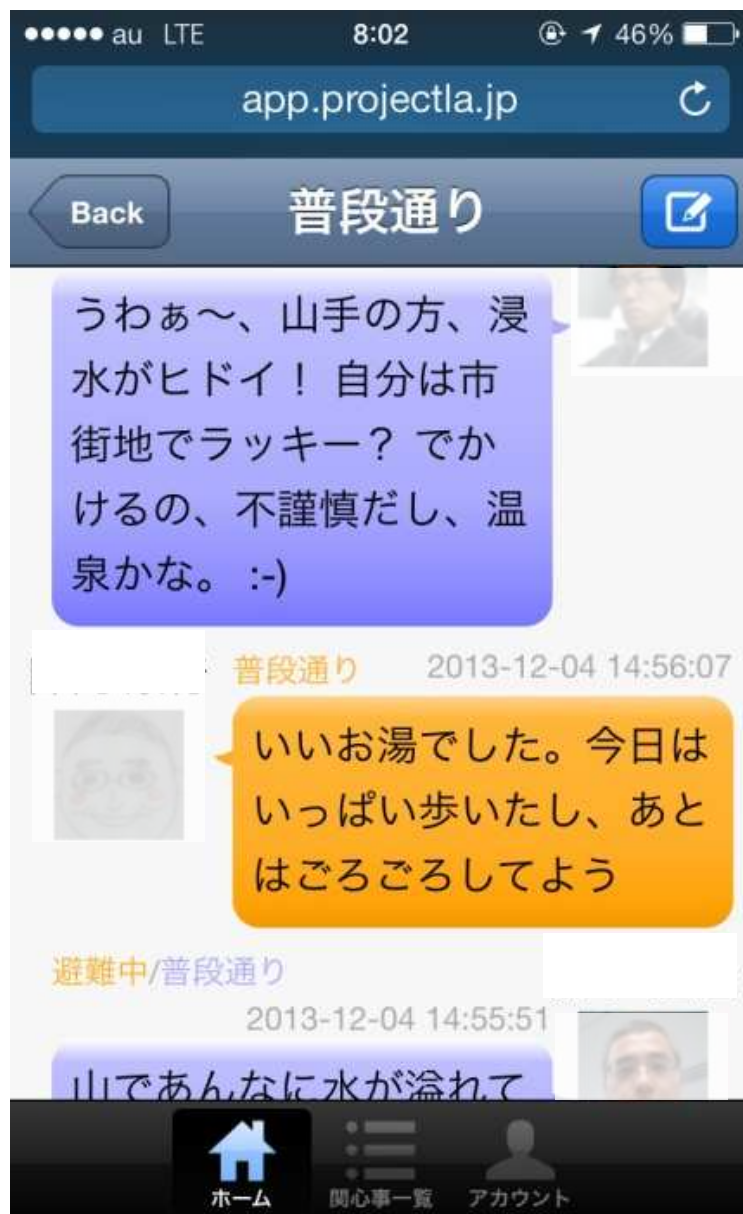 au LTE 8:02 46%
app.projectla.jp
Back 普段通り
うわぁ〜、山手の方、浸
水がヒドイ！ 自分は市
街地でラッキー？ でか
けるの、不謹慎だし、温
泉かな。 :-)
普段通り 2013-12-04 14:56:07
いいお湯でした。今日は
いっぱい歩いたし、あと
はごろごろしてよう
避難中/普段通り
2013-12-04 14:55:51
山であんなに水が溢れて
ホーム 関心事一覧 アカウント